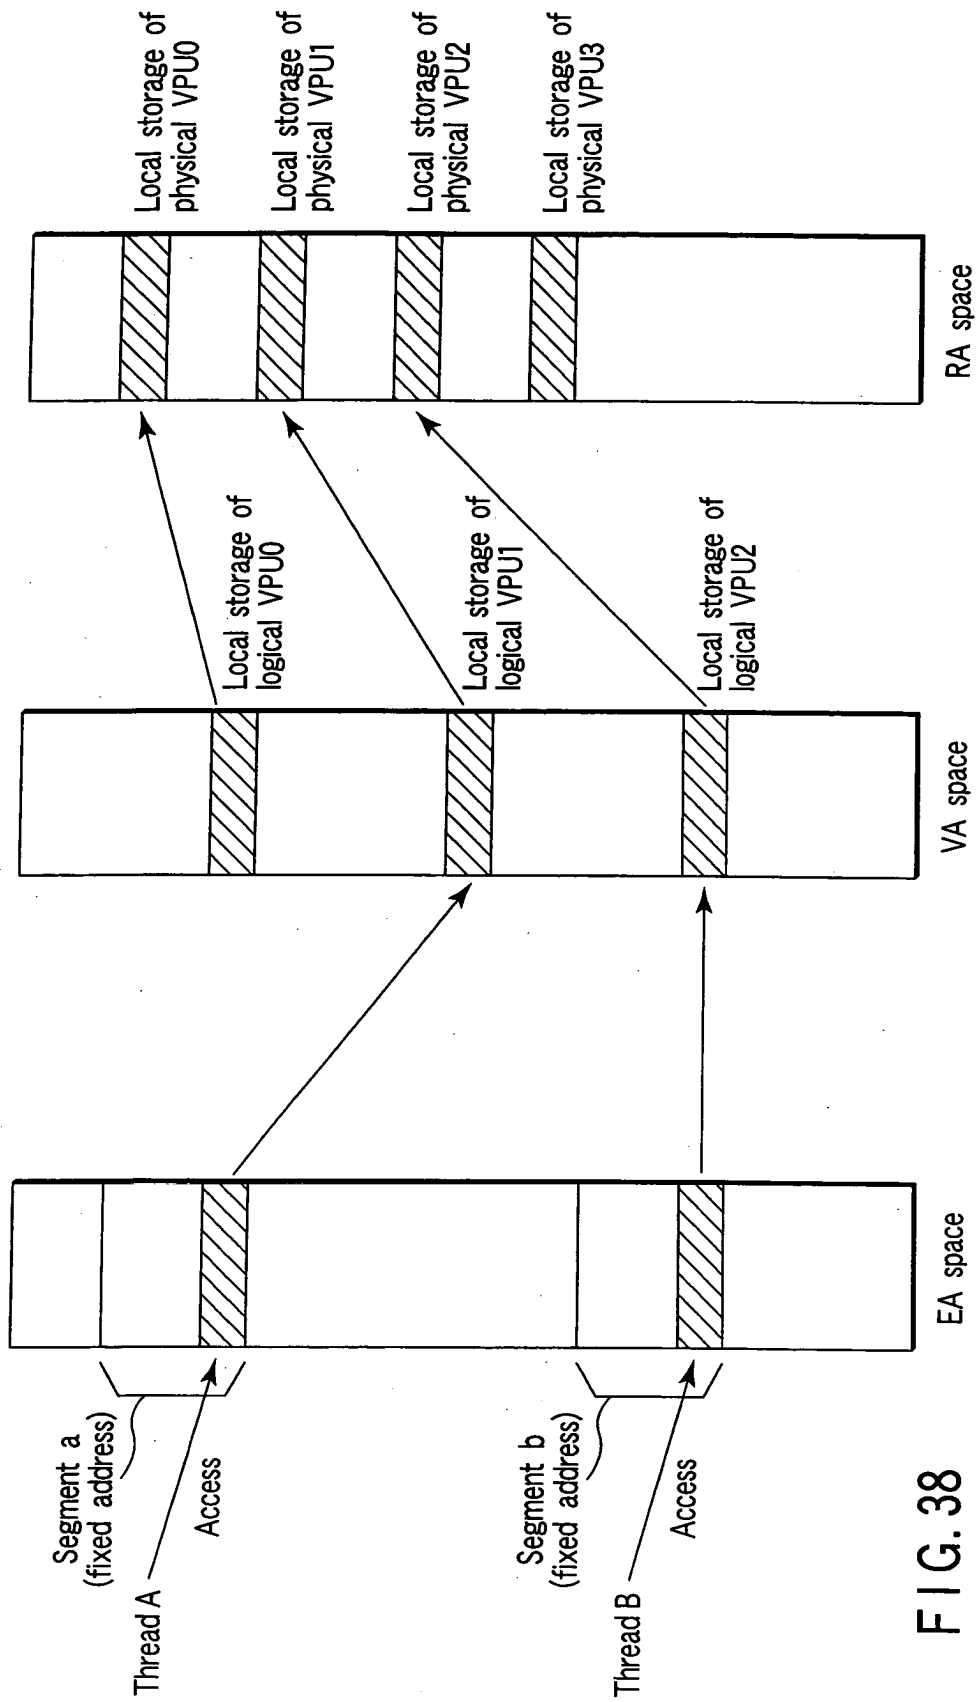 Thread A
Segment a
(fixed address)
Access
Thread B
Segment b
(fixed address)
Access
EA space
Local storage of
logical VPU0
Local storage of
logical VPU1
Local storage of
logical VPU2
VA space
Local storage of
physical VPU0
Local storage of
physical VPU1
Local storage of
physical VPU2
Local storage of
physical VPU3
RA space
FIG. 38